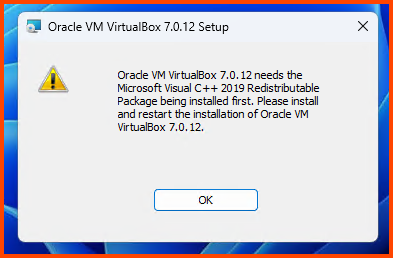 Oracle VM VirtualBox 7.0.12 Setup
Oracle VM VirtualBox 7.0.12 needs the
Microsoft Visual C++ 2019 Redistributable
Package being installed first. Please install
and restart the installation of Oracle VM
VirtualBox 7.0.12.
OK